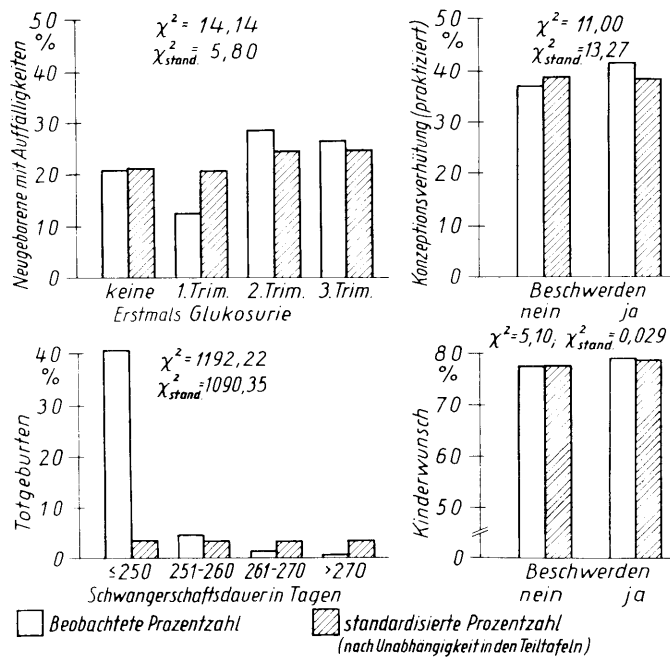 50
%
40
30
20
10
0
Neugeborene mit Auffälligkeiten
χ² = 14,14
χ²stand. = 5,80
keine 1.Trim. 2.Trim. 3.Trim.
Erstmals Glukosurie
50
%
40
30
20
10
0
Konzeptionsverhütung (praktiziert)
χ² = 11,00
χ²stand. =13,27
Beschwerden
nein ja
40
%
30
20
10
0
Totgeburten
χ² =1192,22
χ²stand. =1090,35
≤250 251-260 261-270 >270
Schwangerschaftsdauer in Tagen
χ²=5,10; χ²stand. =0,029
80
%
70
60
50
0
Kinderwunsch
Beschwerden
nein ja
Beobachtete Prozentzahl
standardisierte Prozentzahl
(nach Unabhängigkeit in den Teiltafeln)